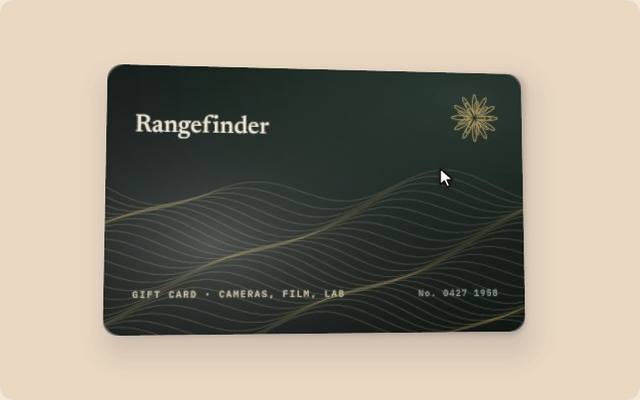 Rangefinder
GIFT CARD · CAMERAS, FILM, LAB
No. 0427 1958